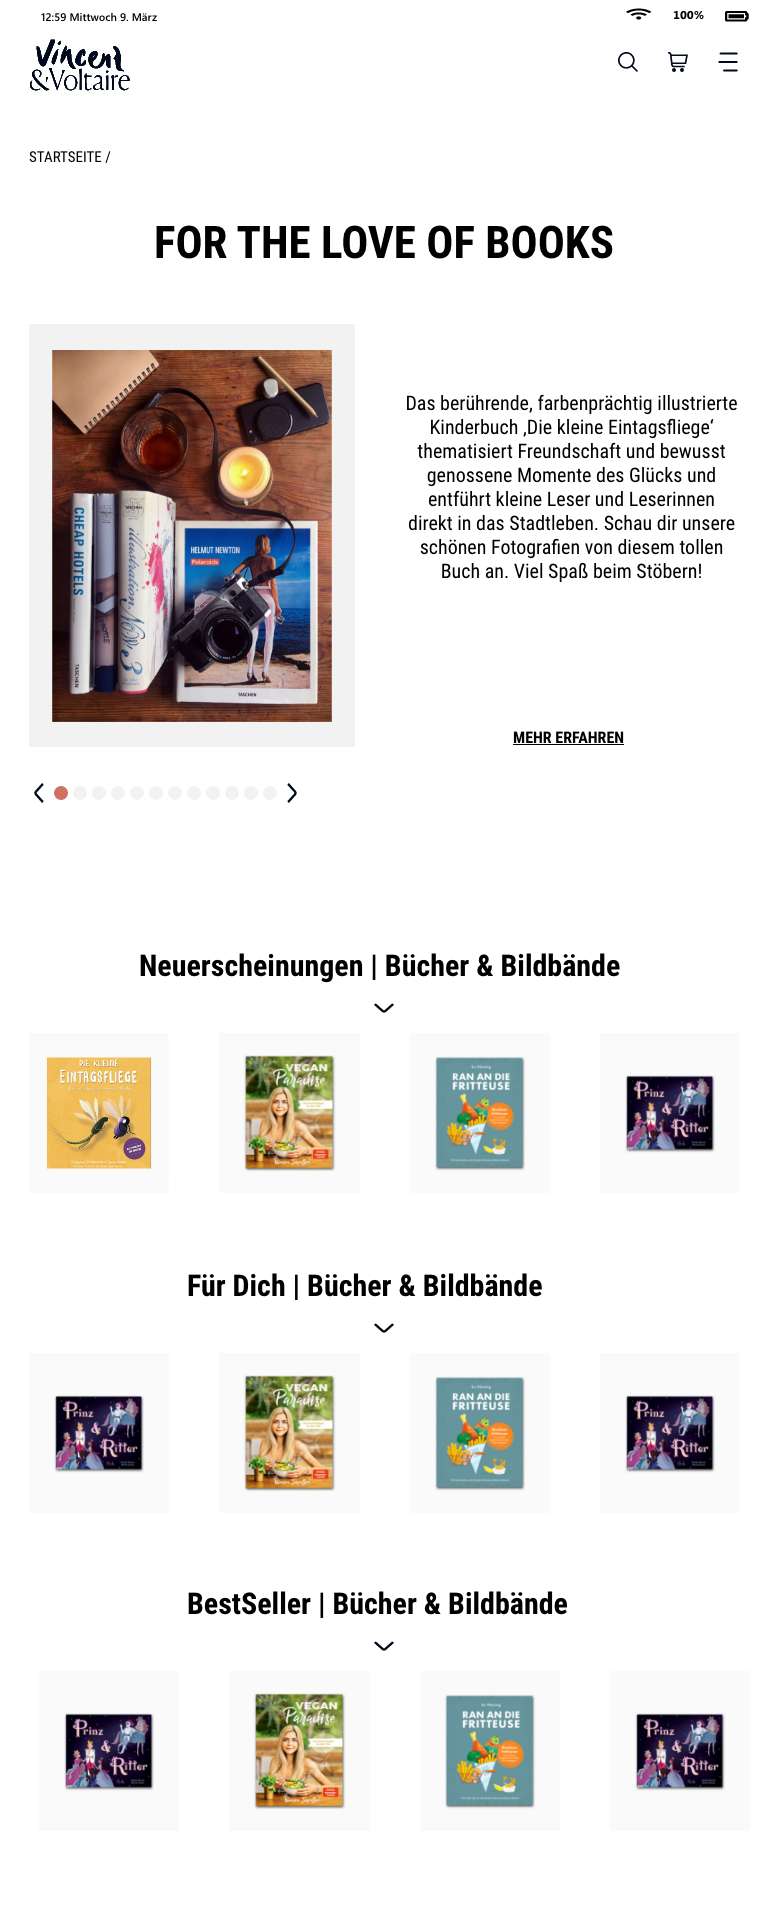 12:59 Mittwoch 9. März
100%
Vincent
&Voltaire
STARTSEITE /
FOR THE LOVE OF BOOKS
CHEAP HOTELS
TASCHEN
illustration Now 3
HELMUT NEWTON
Polaroids
TASCHEN
Das berührende, farbenprächtig illustrierte
Kinderbuch ‚Die kleine Eintagsfliege‘
thematisiert Freundschaft und bewusst
genossene Momente des Glücks und
entführt kleine Leser und Leserinnen
direkt in das Stadtleben. Schau dir unsere
schönen Fotografien von diesem tollen
Buch an. Viel Spaß beim Stöbern!
MEHR ERFAHREN
Neuerscheinungen | Bücher & Bildbände
DIE KLEINE
EINTAGSFLIEGE
VEGAN
Paradise
RAN AN DIE
FRITTEUSE
Prinz
&
Ritter
Für Dich | Bücher & Bildbände
Prinz
&
Ritter
VEGAN
Paradise
RAN AN DIE
FRITTEUSE
Prinz
&
Ritter
BestSeller | Bücher & Bildbände
Prinz
&
Ritter
VEGAN
Paradise
RAN AN DIE
FRITTEUSE
Prinz
&
Ritter